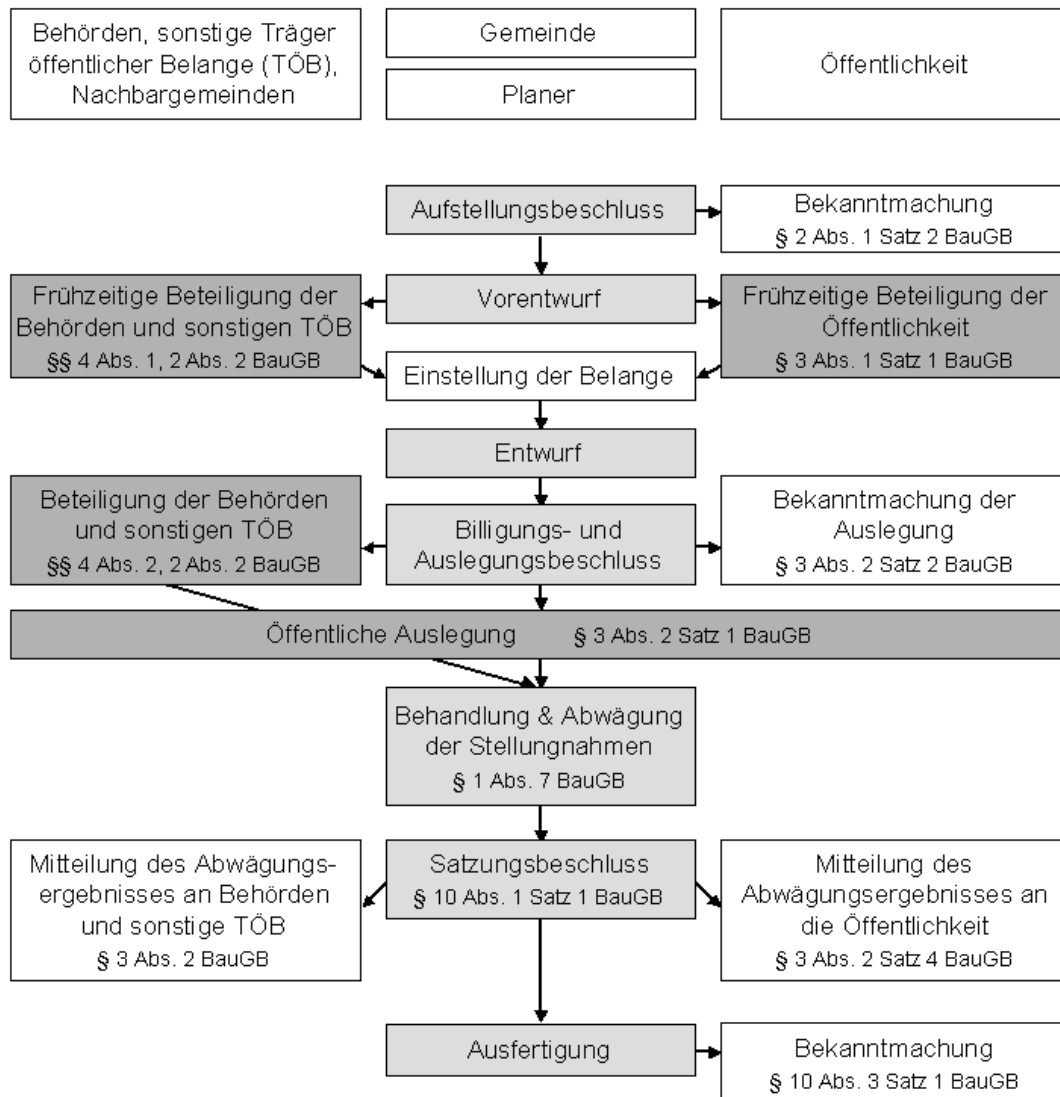 Behörden, sonstige Träger
öffentlicher Belange (TÖB),
Nachbargemeinden
Gemeinde
Planer
Öffentlichkeit
Aufstellungsbeschluss
Bekanntmachung
§ 2 Abs. 1 Satz 2 BauGB
Frühzeitige Beteiligung der
Behörden und sonstigen TÖB
§§ 4 Abs. 1, 2 Abs. 2 BauGB
Vorentwurf
Frühzeitige Beteiligung der
Öffentlichkeit
§ 3 Abs. 1 Satz 1 BauGB
Einstellung der Belange
Entwurf
Beteiligung der Behörden
und sonstigen TÖB
§§ 4 Abs. 2, 2 Abs. 2 BauGB
Billigungs- und
Auslegungsbeschluss
Bekanntmachung der
Auslegung
§ 3 Abs. 2 Satz 2 BauGB
Öffentliche Auslegung § 3 Abs. 2 Satz 1 BauGB
Behandlung & Abwägung
der Stellungnahmen
§ 1 Abs. 7 BauGB
Mitteilung des Abwägungs-
ergebnisses an Behörden
und sonstige TÖB
§ 3 Abs. 2 BauGB
Satzungsbeschluss
§ 10 Abs. 1 Satz 1 BauGB
Mitteilung des
Abwägungsergebnisses an
die Öffentlichkeit
§ 3 Abs. 2 Satz 4 BauGB
Ausfertigung
Bekanntmachung
§ 10 Abs. 3 Satz 1 BauGB